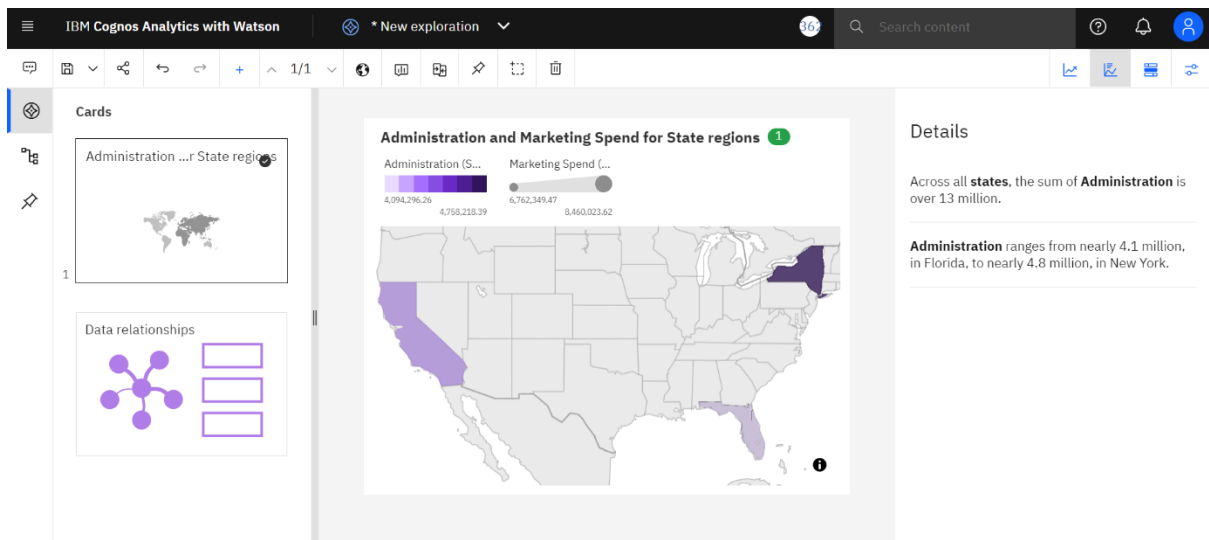 IBM Cognos Analytics with Watson
* New exploration
362
Search content
1/1
Cards
Administration ...r State regions
1
Data relationships
Administration and Marketing Spend for State regions 1
Administration (S...
Marketing Spend (...
4,094,296.26
4,758,218.39
6,762,349.47
8,460,023.62
Details
Across all states, the sum of Administration is
over 13 million.
Administration ranges from nearly 4.1 million,
in Florida, to nearly 4.8 million, in New York.